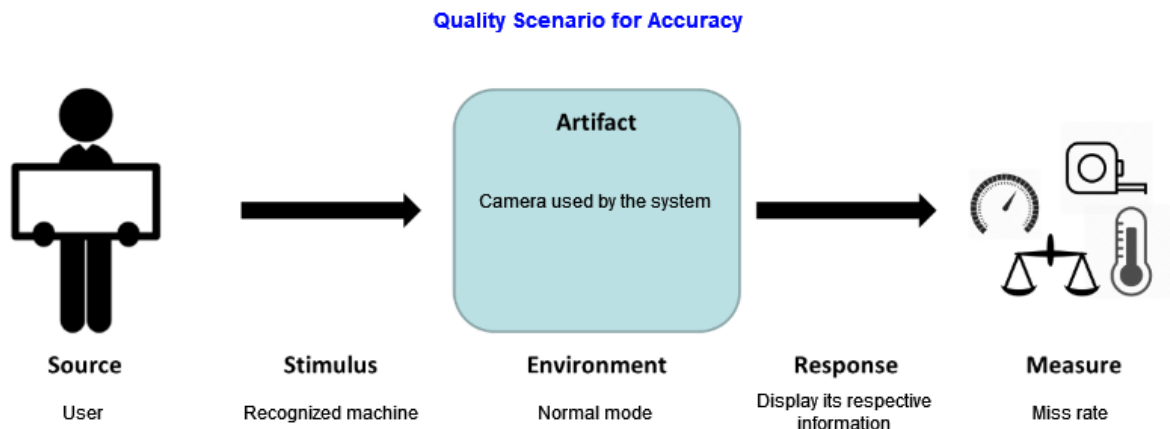 Quality Scenario for Accuracy
Artifact
Camera used by the system
Source
Stimulus
Environment
Response
Measure
User
Recognized machine
Normal mode
Display its respective
information
Miss rate